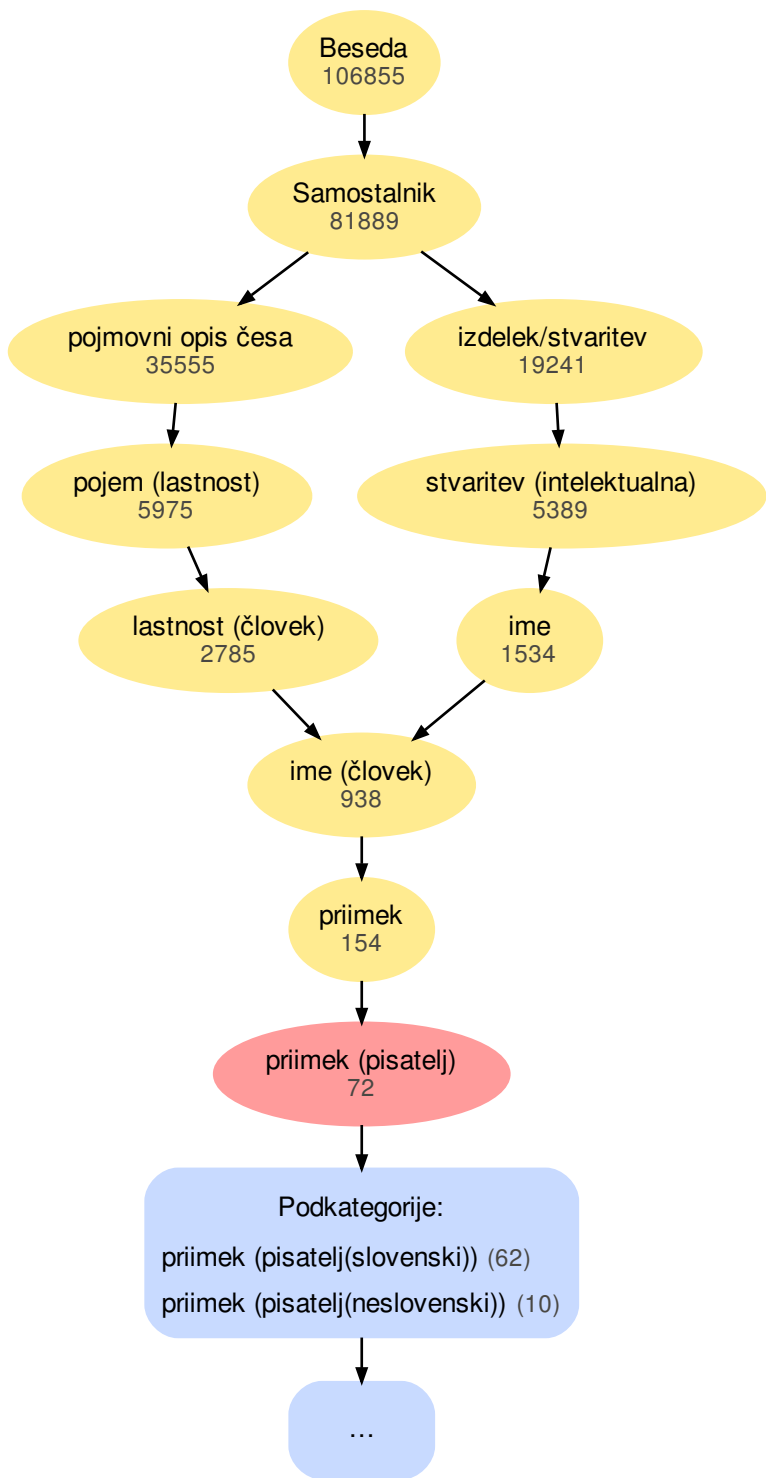 Beseda
106855
Samostalnik
81889
pojmovni opis česa
35555
izdelek/stvaritev
19241
pojem (lastnost)
5975
stvaritev (intelektualna)
5389
lastnost (človek)
2785
ime
1534
ime (človek)
938
priimek
154
priimek (pisatelj)
72
Podkategorije:
priimek (pisatelj(slovenski)) (62)
priimek (pisatelj(neslovenski)) (10)
...